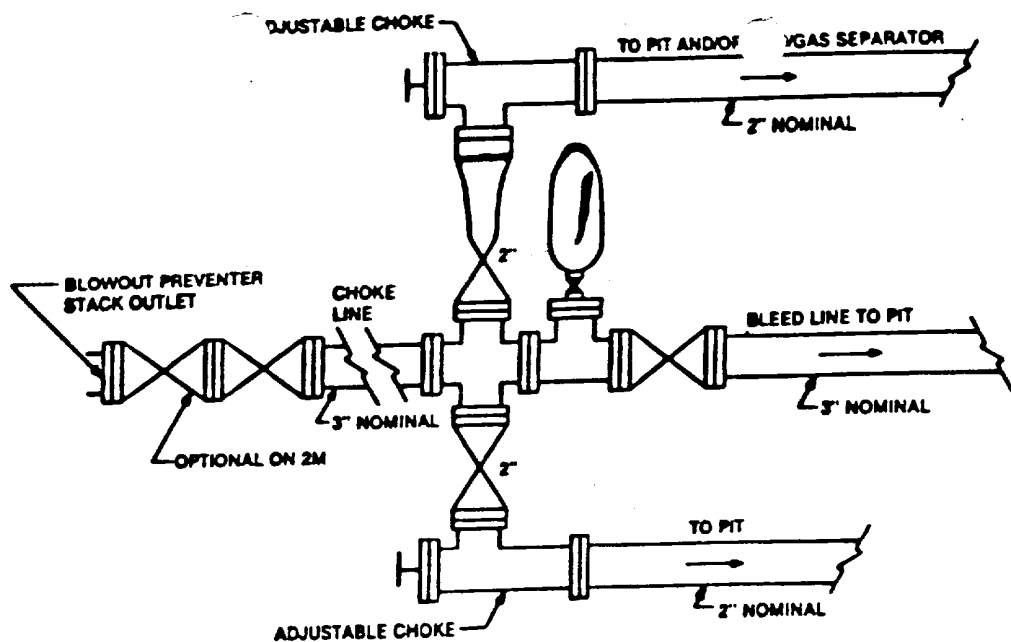 DJUSTABLE CHOKE
TO PIT AND/OR GAS SEPARATOR
2" NOMINAL
2"
BLOWOUT PREVENTER
STACK OUTLET
CHOKE
LINE
BLEED LINE TO PIT
3" NOMINAL
3" NOMINAL
OPTIONAL ON 2M
2"
TO PIT
2" NOMINAL
ADJUSTABLE CHOKE